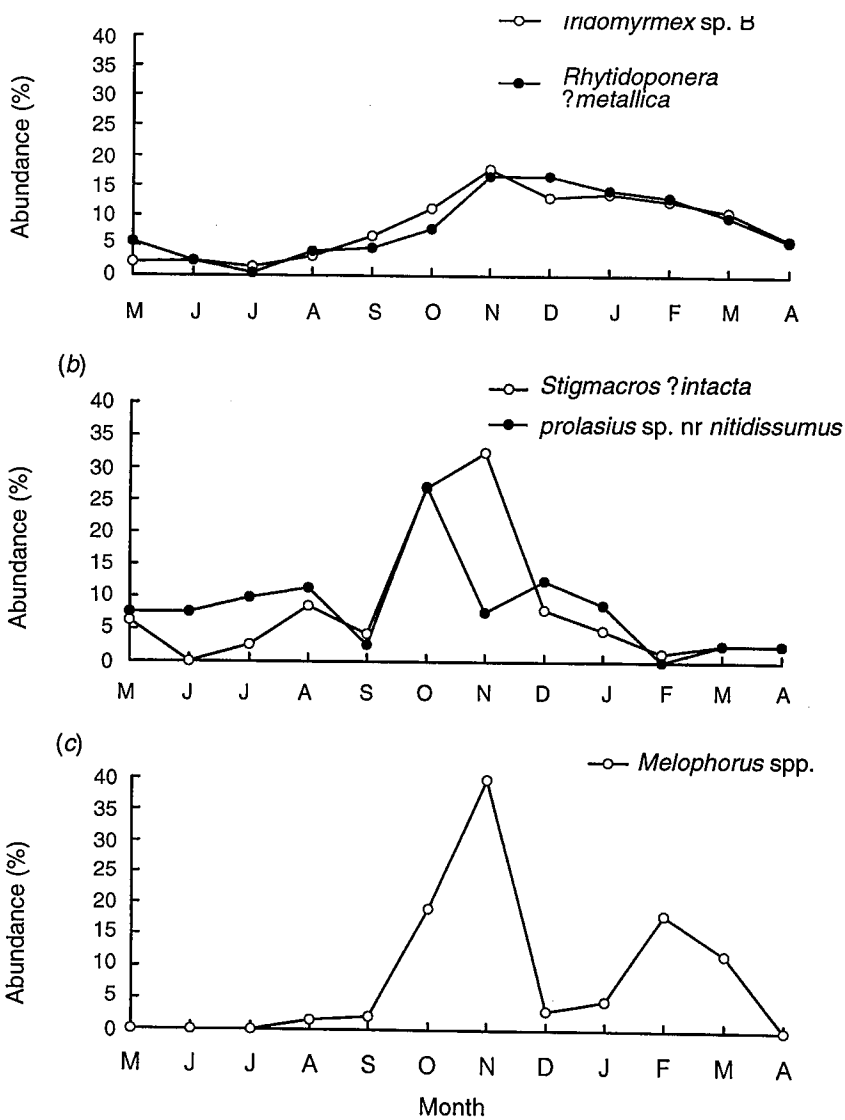 Iridomyrmex sp. B
Rhytidoponera
?metallica
Abundance (%)
40
35
30
25
20
15
10
5
0
M J J A S O N D J F M A
(b)
Stigmacros ?intacta
prolasius sp. nr nitidissumus
Abundance (%)
40
35
30
25
20
15
10
5
0
M J J A S O N D J F M A
(c)
Melophorus spp.
Abundance (%)
40
35
30
25
20
15
10
5
0
M J J A S O N D J F M A
Month